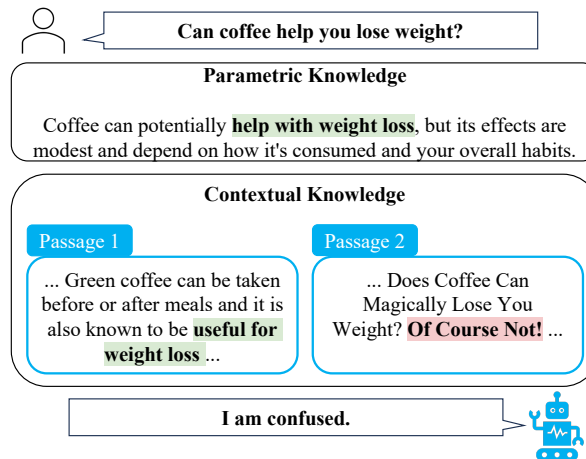 Can coffee help you lose weight?
Parametric Knowledge
Coffee can potentially help with weight loss, but its effects are
modest and depend on how it's consumed and your overall habits.
Contextual Knowledge
Passage 1
... Green coffee can be taken
before or after meals and it is
also known to be useful for
weight loss ...
Passage 2
... Does Coffee Can
Magically Lose You
Weight? Of Course Not! ...
I am confused.